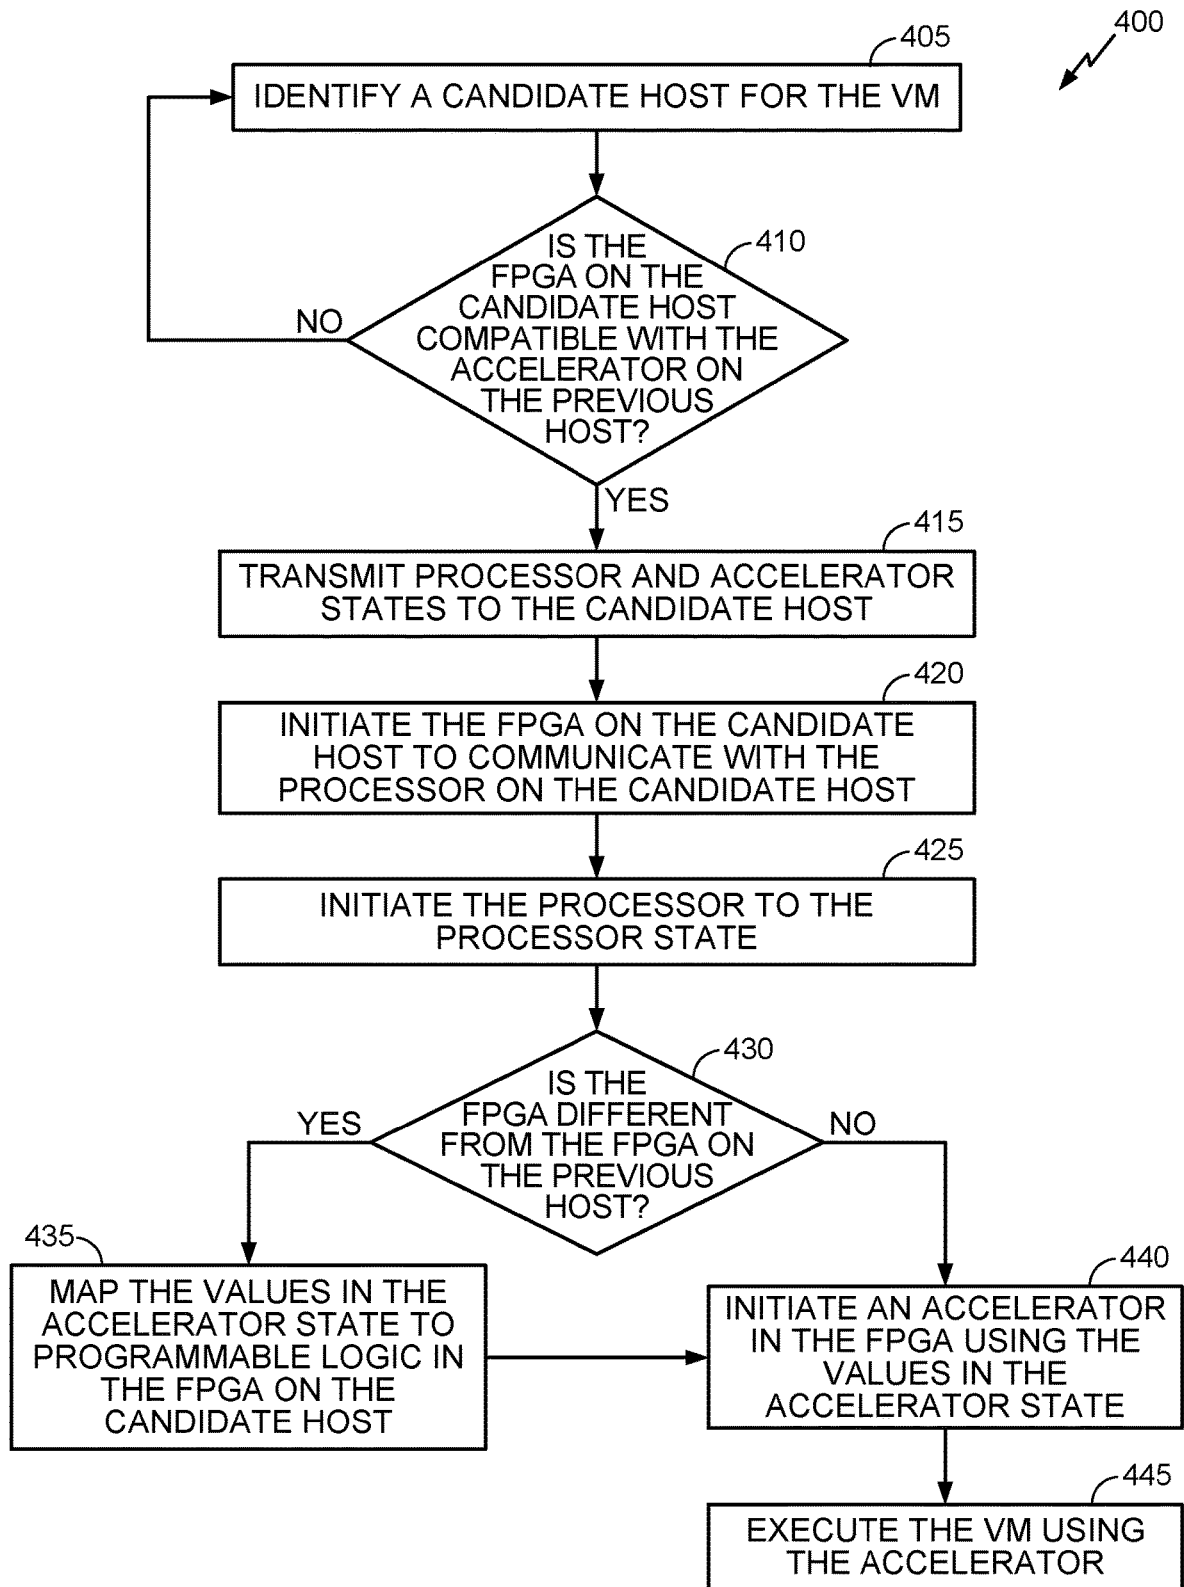 400
405
IDENTIFY A CANDIDATE HOST FOR THE VM
410
IS THE
FPGA ON THE
CANDIDATE HOST
COMPATIBLE WITH THE
ACCELERATOR ON
THE PREVIOUS
HOST?
NO
YES
415
TRANSMIT PROCESSOR AND ACCELERATOR
STATES TO THE CANDIDATE HOST
420
INITIATE THE FPGA ON THE CANDIDATE
HOST TO COMMUNICATE WITH THE
PROCESSOR ON THE CANDIDATE HOST
425
INITIATE THE PROCESSOR TO THE
PROCESSOR STATE
430
IS THE
FPGA DIFFERENT
FROM THE FPGA ON
THE PREVIOUS
HOST?
YES
NO
435
MAP THE VALUES IN THE
ACCELERATOR STATE TO
PROGRAMMABLE LOGIC IN
THE FPGA ON THE
CANDIDATE HOST
440
INITIATE AN ACCELERATOR
IN THE FPGA USING THE
VALUES IN THE
ACCELERATOR STATE
445
EXECUTE THE VM USING
THE ACCELERATOR